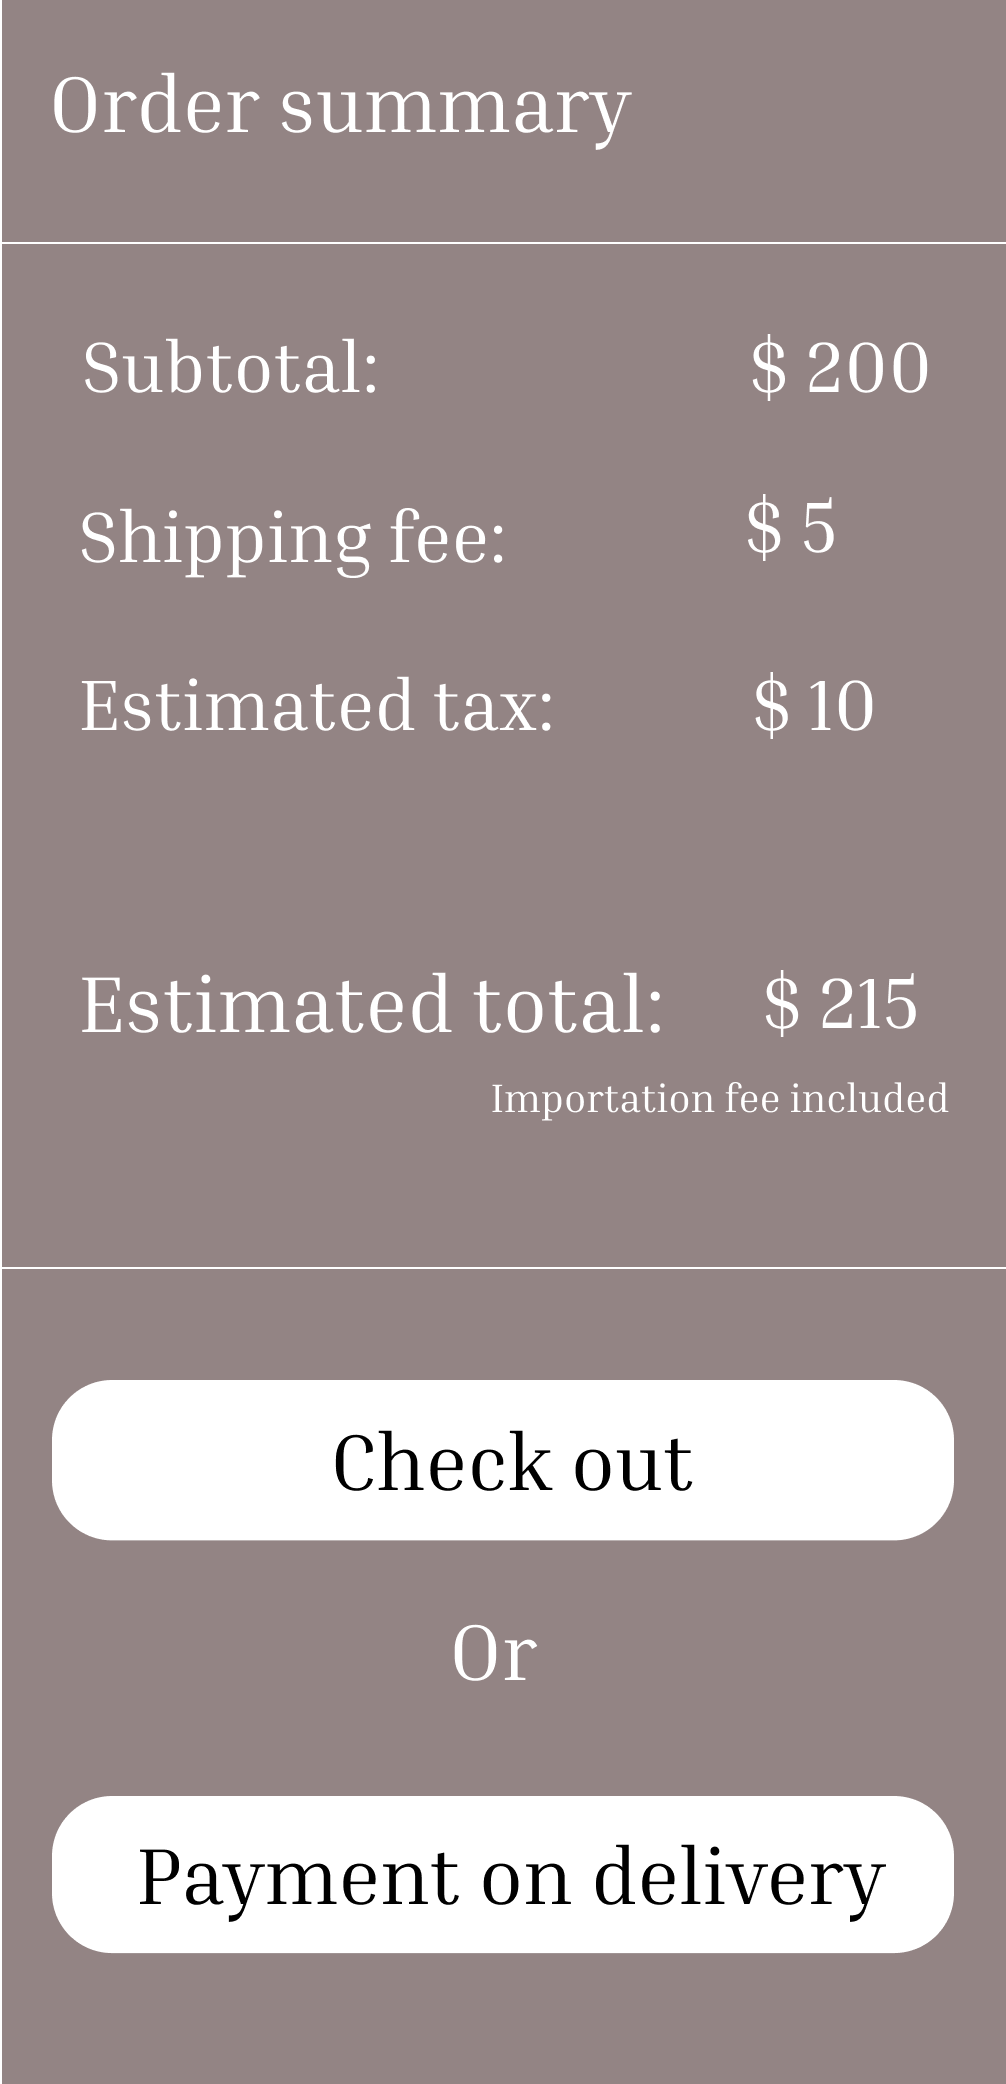 Order summary
Subtotal: $ 200
Shipping fee: $ 5
Estimated tax: $ 10
Estimated total: $ 215
Importation fee included
Check out
Or
Payment on delivery